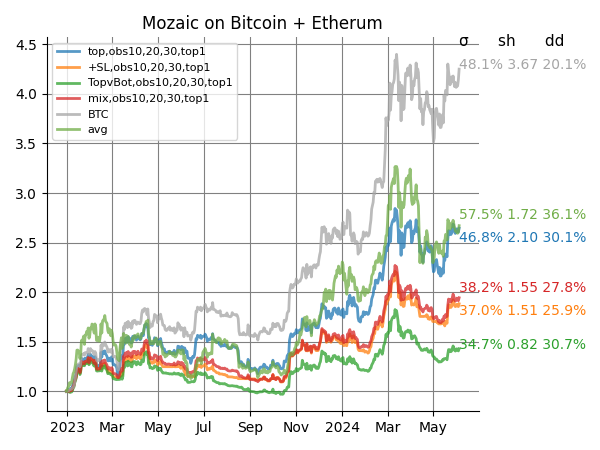 Mozaic on Bitcoin + Etherum
σ sh dd
4.5
4.0
3.5
3.0
2.5
2.0
1.5
1.0
top,obs10,20,30,top1
+SL,obs10,20,30,top1
TopvBot,obs10,20,30,top1
mix,obs10,20,30,top1
BTC
avg
48.1% 3.67 20.1%
57.5% 1.72 36.1%
46.8% 2.10 30.1%
38.2% 1.55 27.8%
37.0% 1.51 25.9%
34.7% 0.82 30.7%
2023 Mar May Jul Sep Nov 2024 Mar May